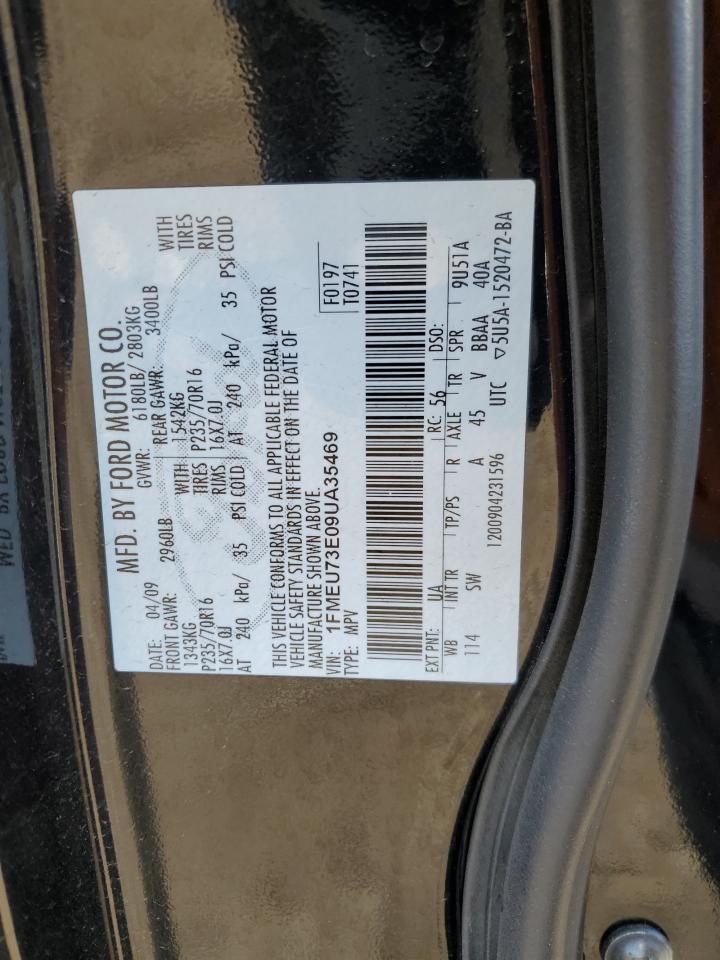 MFD. BY FORD MOTOR CO.
DATE: 04/09 GVWR: 6180LB/ 2803KG
FRONT GAWR: 2960LB REAR GAWR: 3400LB
1343KG WITH 1542KG WITH
P235/70R16 TIRES P235/70R16 TIRES
16X7.0J RIMS 16X7.0J RIMS
AT 240 kPa/ 35 PSI COLD AT 240 kPa/ 35 PSI COLD
THIS VEHICLE CONFORMS TO ALL APPLICABLE FEDERAL MOTOR
VEHICLE SAFETY STANDARDS IN EFFECT ON THE DATE OF
MANUFACTURE SHOWN ABOVE.
VIN: 1FMEU73E09UA35469 F0197
TYPE: MPV T0741
EXT PNT: UA RC: 56 DSO:
WB INT TR TP/PS R AXLE TR SPR 9U51A
114 SW A 45 V BBAA 40A
1200904231596 UTC ▽5U5A-1520472-BA